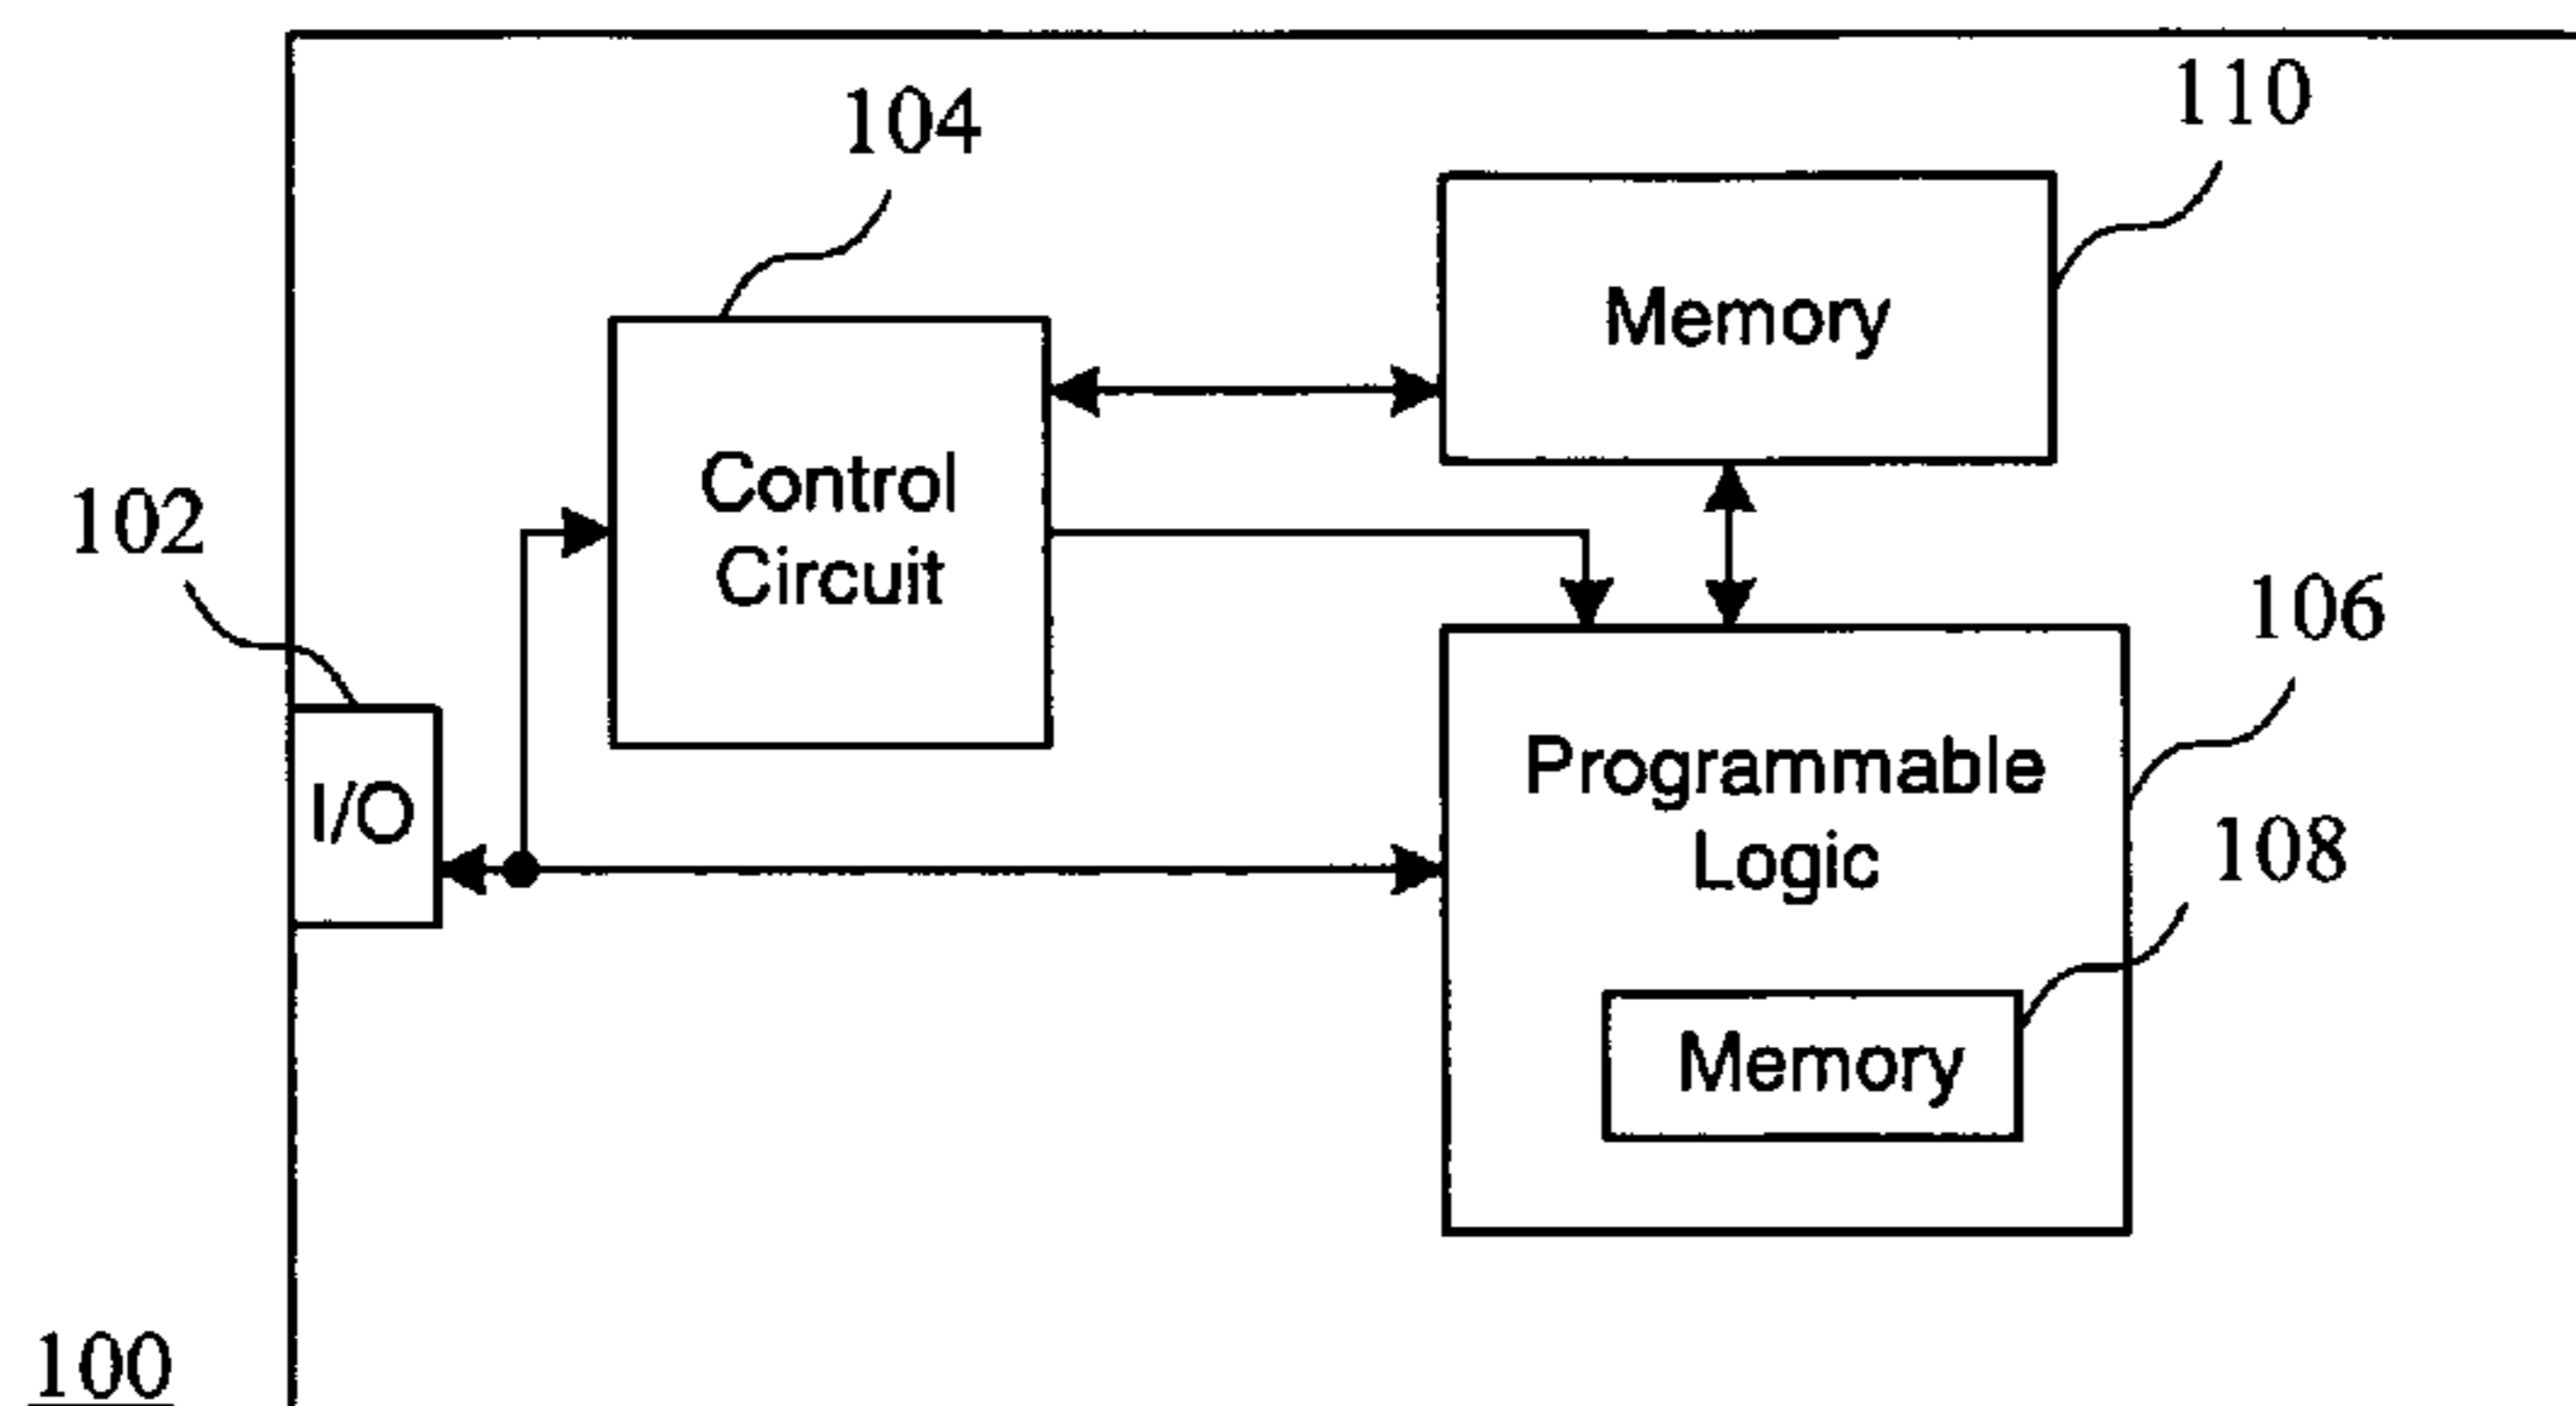 110
104
Memory
Control
Circuit
102
106
Programmable
Logic
I/O
108
Memory
100